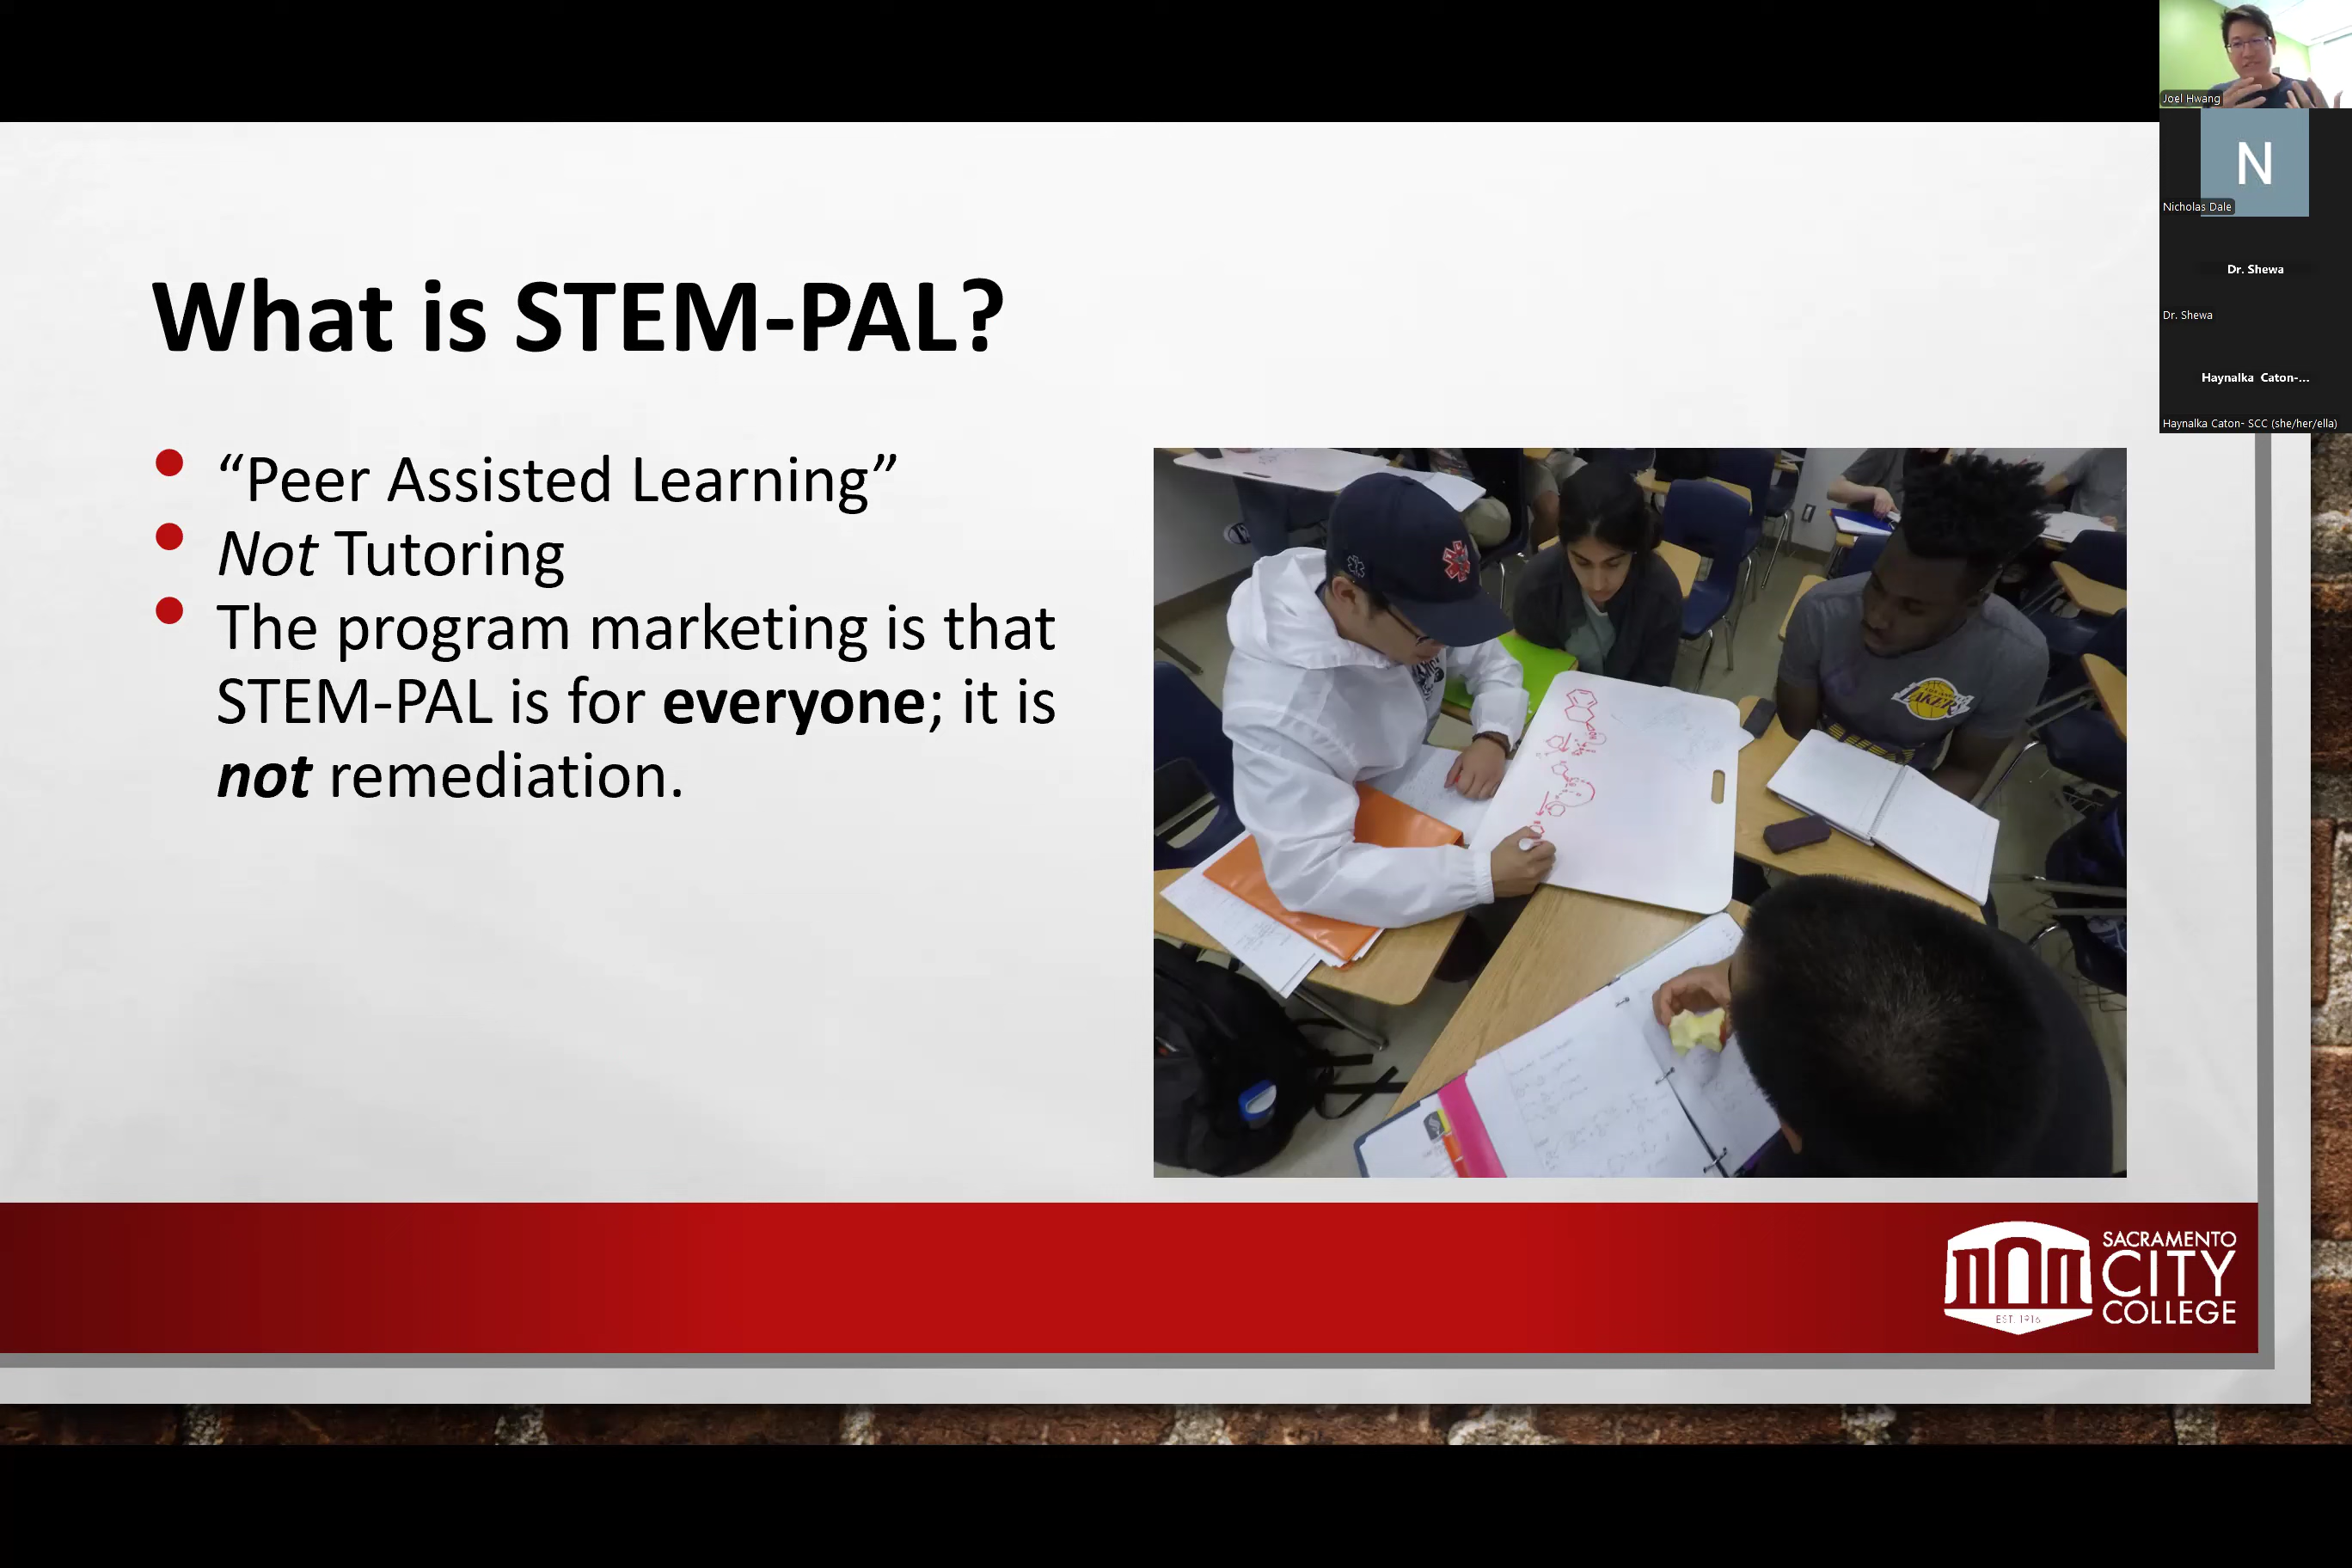 Joel Hwang
N
Nicholas Dale
Dr. Shewa
Dr. Shewa
Haynalka Caton-...
Haynalka Caton- SCC (she/her/ella)
What is STEM-PAL?
“Peer Assisted Learning”
Not Tutoring
The program marketing is that
STEM-PAL is for everyone; it is
not remediation.
LAKERS
SACRAMENTO
CITY
COLLEGE
EST. 1916